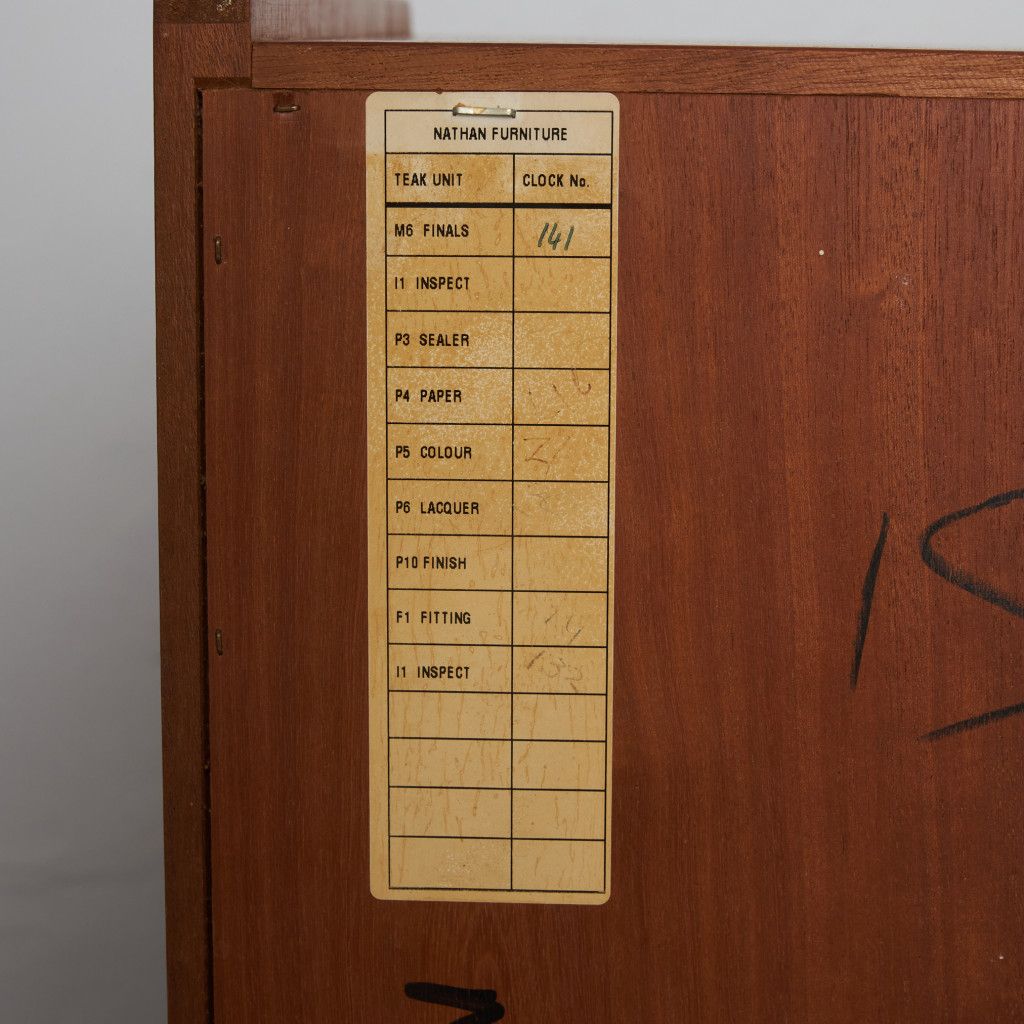 NATHAN FURNITURE
TEAK UNIT CLOCK No.
M6 FINALS 141
I1 INSPECT
P3 SEALER
P4 PAPER
P5 COLOUR
P6 LACQUER
P10 FINISH
F1 FITTING
I1 INSPECT